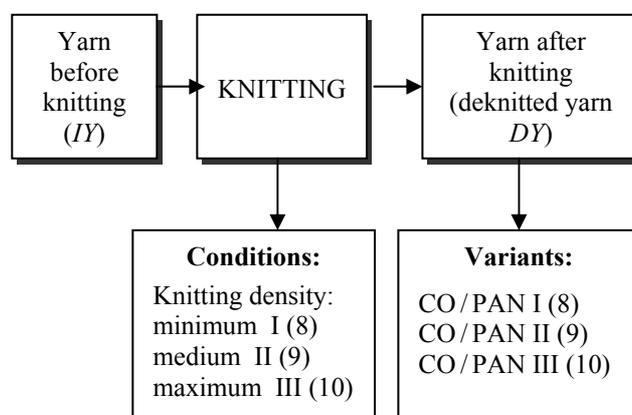 Yarn
before
knitting
(IY)
KNITTING
Yarn after
knitting
(deknitted yarn
DY)
Conditions:
Knitting density:
minimum I (8)
medium II (9)
maximum III (10)
Variants:
CO / PAN I (8)
CO / PAN II (9)
CO / PAN III (10)